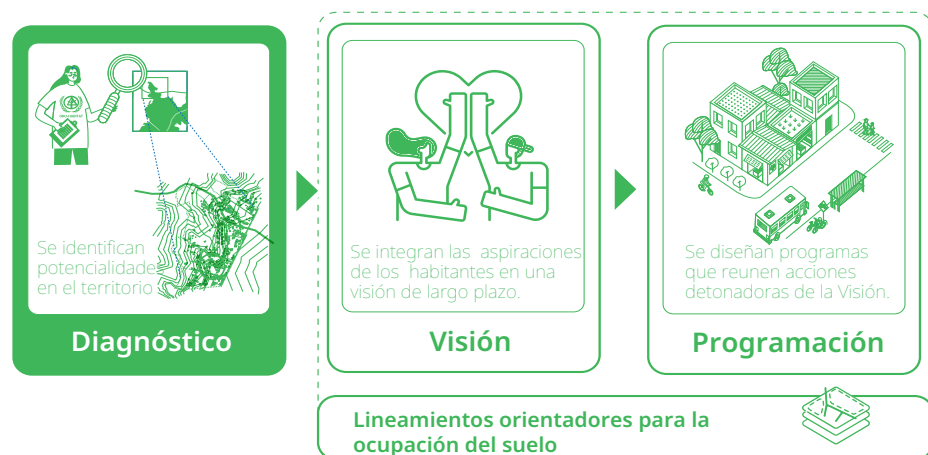 Se identifican
potencialidades
en el territorio
Diagnóstico
Se integran las aspiraciones
de los habitantes en una
visión de largo plazo.
Visión
Se diseñan programas
que reunen acciones
detonadoras de la Visión.
Programación
Lineamientos orientadores para la
ocupación del suelo